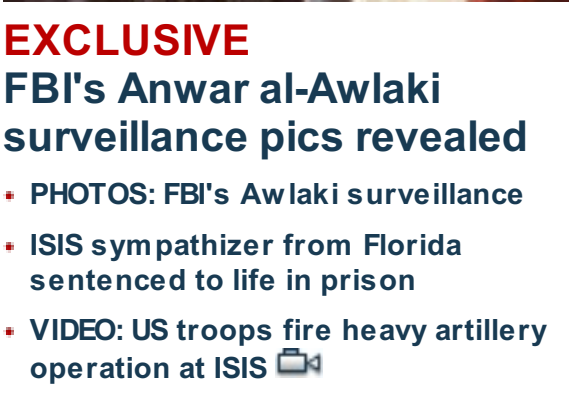 EXCLUSIVE
FBI's Anwar al-Awlaki
surveillance pics revealed
PHOTOS: FBI's Awlaki surveillance
ISIS sympathizer from Florida
sentenced to life in prison
VIDEO: US troops fire heavy artillery
operation at ISIS